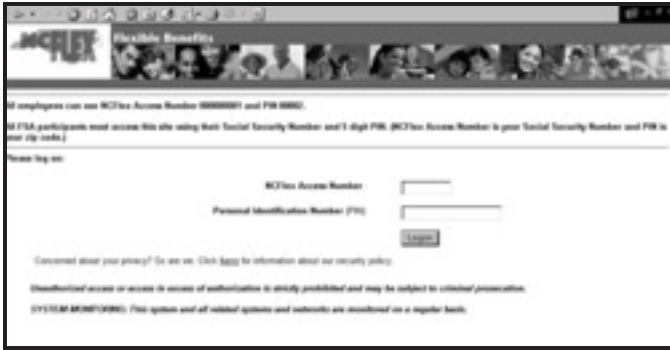 NCFLEX
Flexible Benefits
All employees can use NCFlex Access Number 000000001 and PIN 00002.
All FSA participants must access this site using their Social Security Number and 5 digit PIN. (NCFlex Access Number is your Social Security Number and PIN is
your zip code.)
Please log on:
NCFlex Access Number
Personal Identification Number (PIN)
Logon
Concerned about your privacy? So are we. Click here for information about our security policy.
Unauthorized access or access in excess of authorization is strictly prohibited and may be subject to criminal prosecution.
SYSTEM MONITORING: This system and all related systems and networks are monitored on a regular basis.